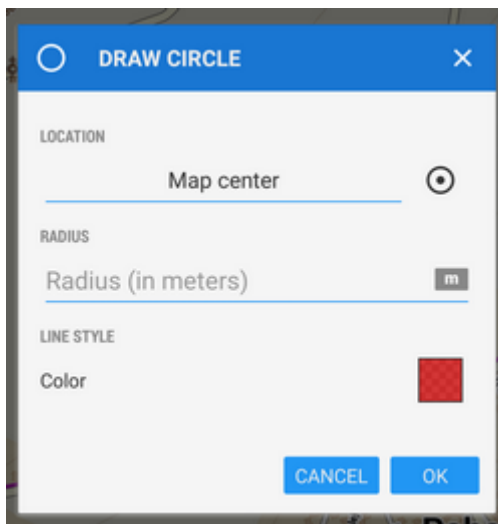 DRAW CIRCLE
LOCATION
Map center
RADIUS
Radius (in meters)
m
LINE STYLE
Color
CANCEL
OK